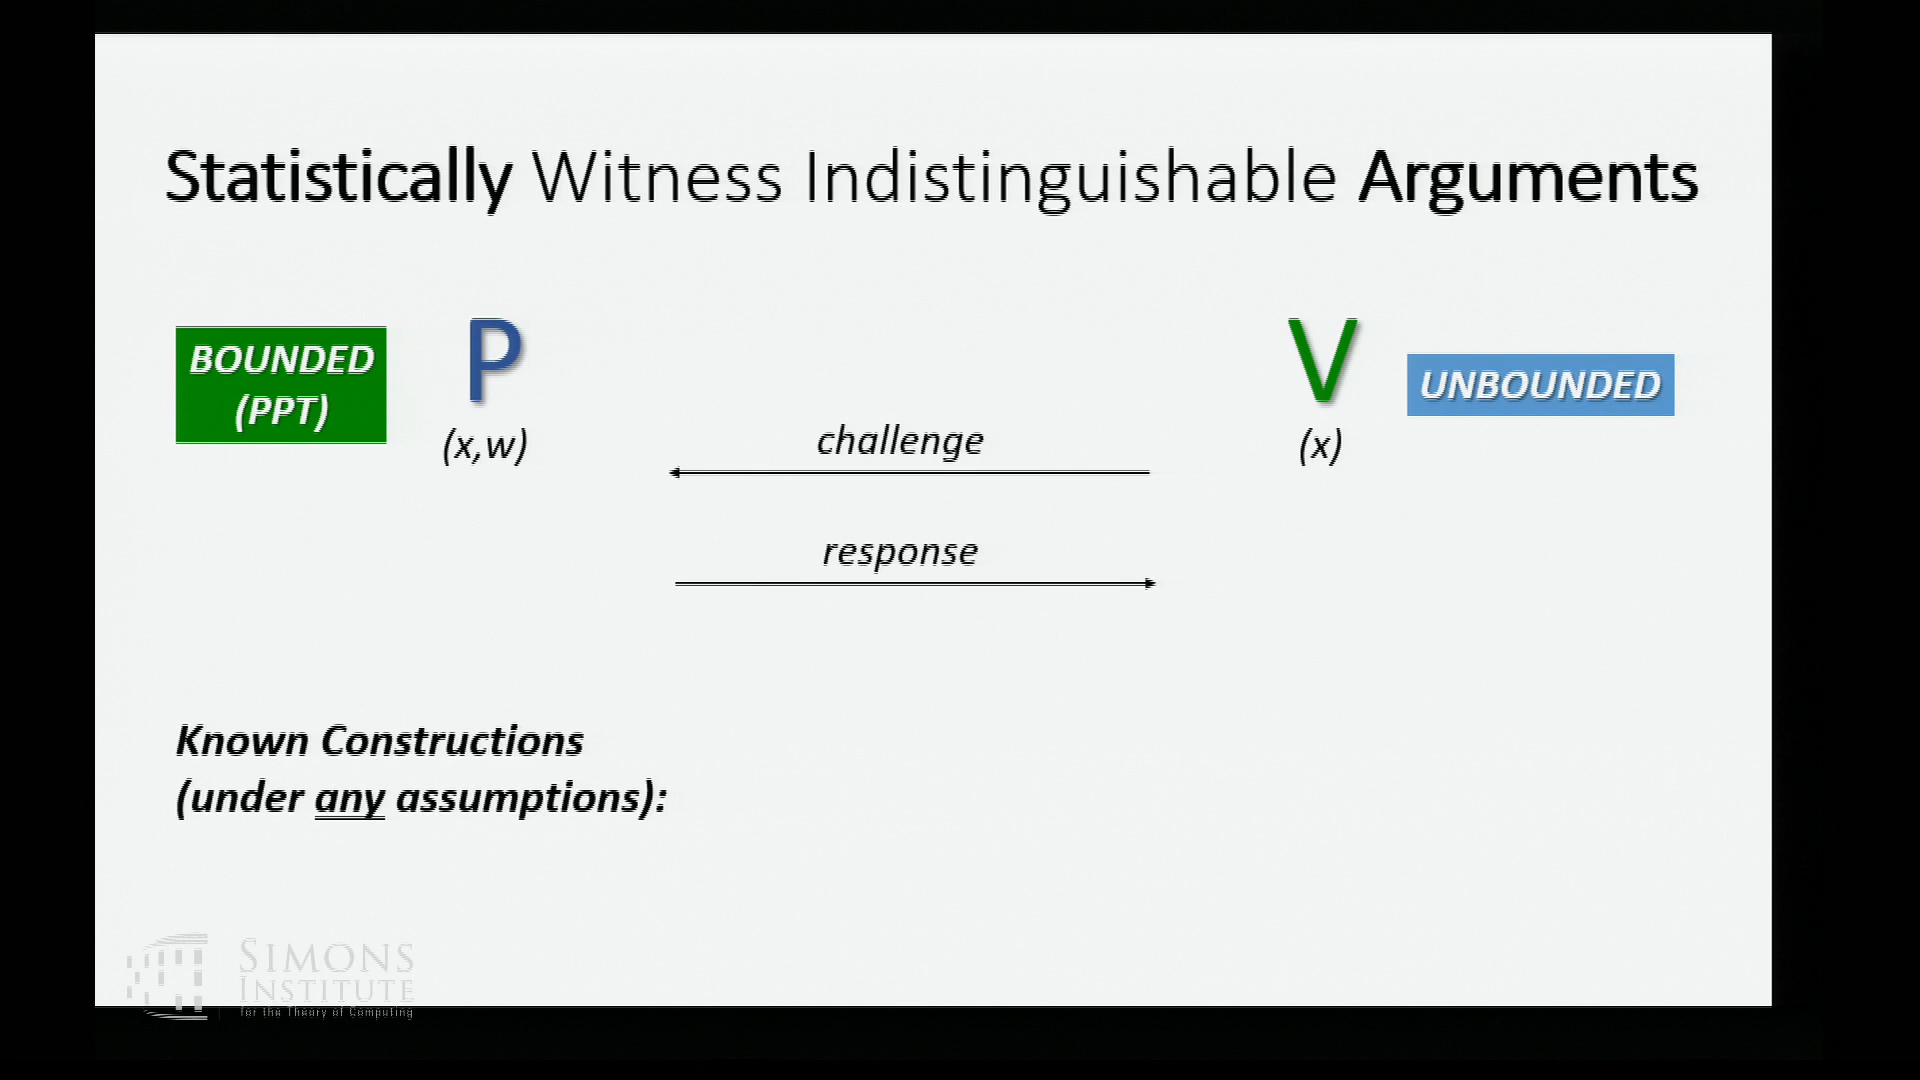 Statistically Witness Indistinguishable Arguments
BOUNDED
(PPT)
P
(x,w)
challenge
response
V
(x)
UNBOUNDED
Known Constructions
(under any assumptions):
SIMONS
INSTITUTE
for the Theory of Computing